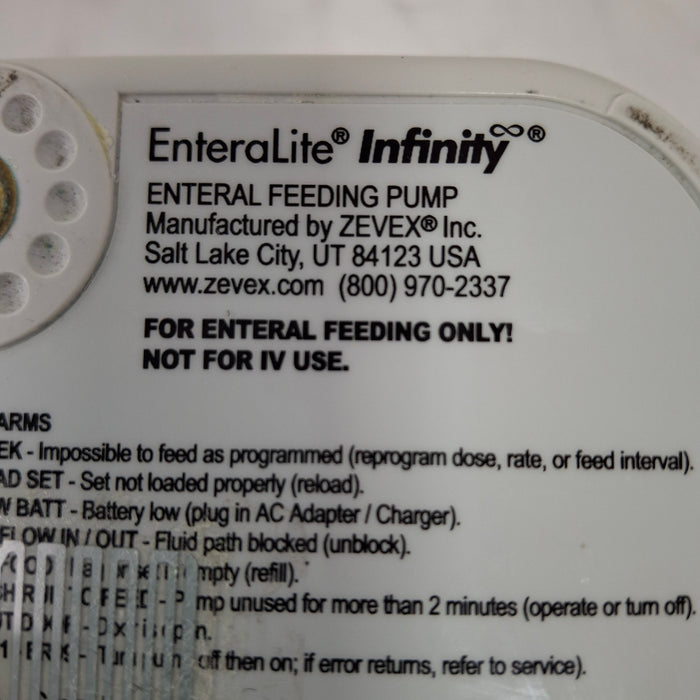 EnteraLite® Infinity∞®
ENTERAL FEEDING PUMP
Manufactured by ZEVEX® Inc.
Salt Lake City, UT 84123 USA
www.zevex.com (800) 970-2337
FOR ENTERAL FEEDING ONLY!
NOT FOR IV USE.
ARMS
EK - Impossible to feed as programmed (reprogram dose, rate, or feed interval).
AD SET - Set not loaded properly (reload).
W BATT - Battery low (plug in AC Adapter / Charger).
FLOW IN / OUT - Fluid path blocked (unblock).
mpty (refill).
mp unused for more than 2 minutes (operate or turn off).
off then on; if error returns, refer to service).